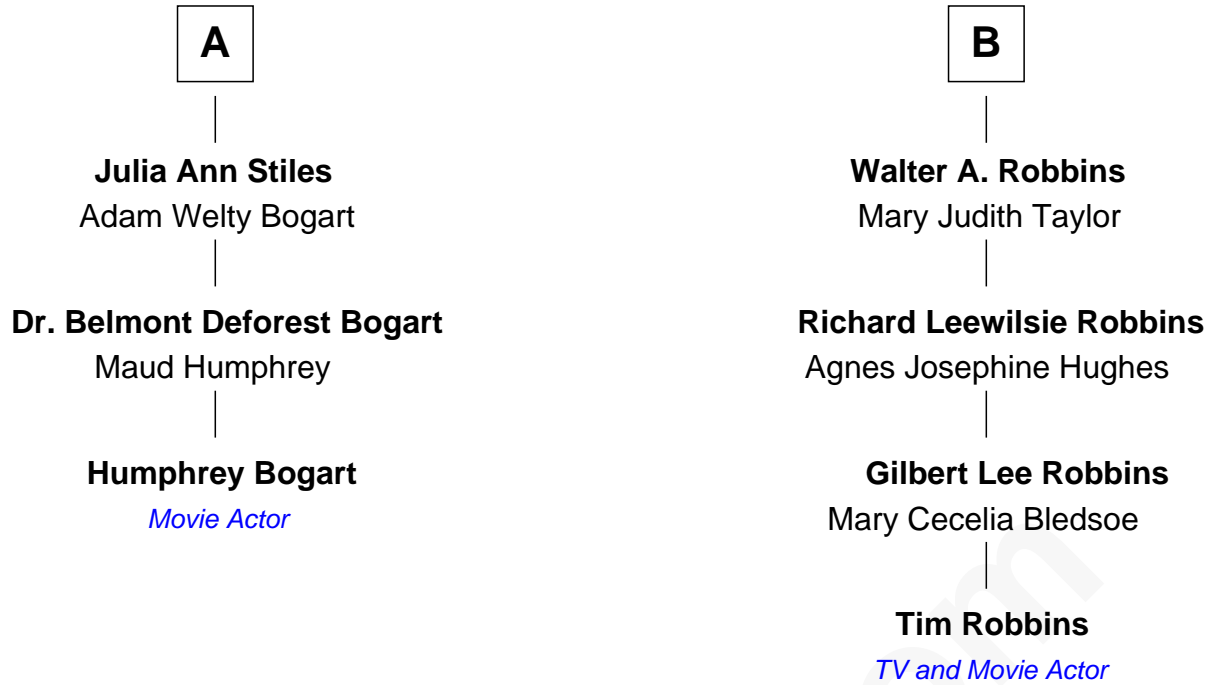 A
Julia Ann Stiles
Adam Welty Bogart
Dr. Belmont Deforest Bogart
Maud Humphrey
Humphrey Bogart
Movie Actor
B
Walter A. Robbins
Mary Judith Taylor
Richard Leewilsie Robbins
Agnes Josephine Hughes
Gilbert Lee Robbins
Mary Cecelia Bledsoe
Tim Robbins
TV and Movie Actor